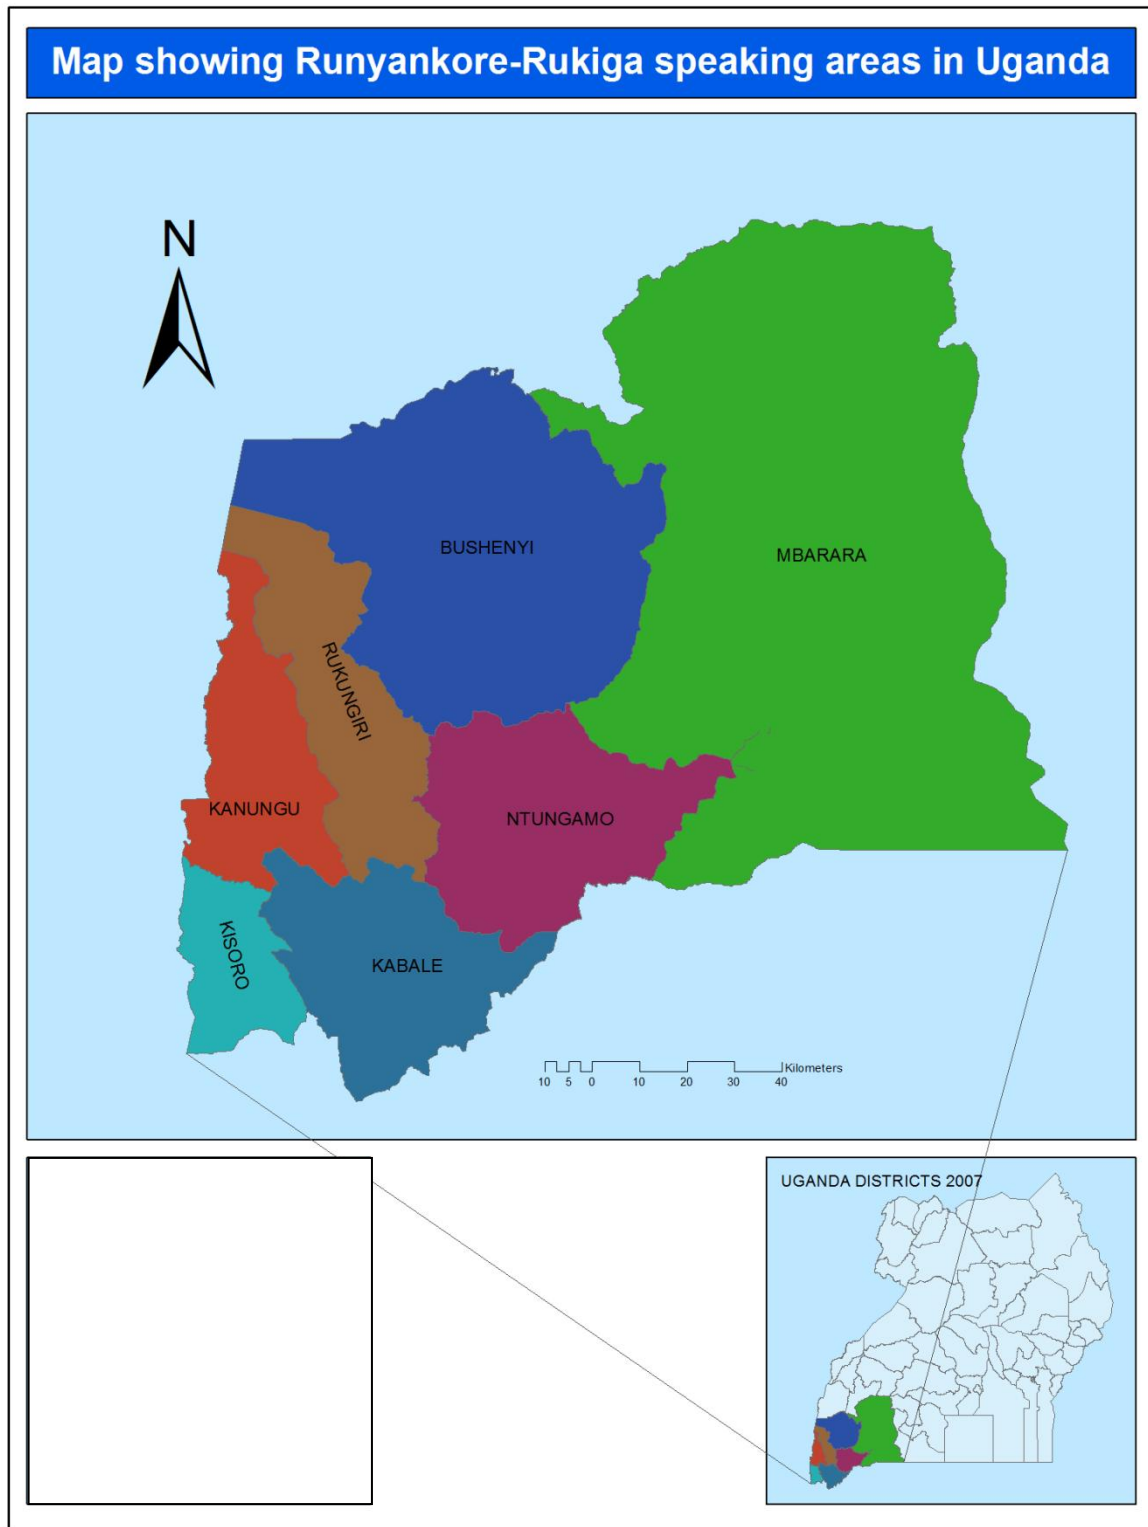 Map showing Runyankore-Rukiga speaking areas in Uganda
N
BUSHENYI
MBARARA
RUKUNGIRI
KANUNGU
NTUNGAMO
KISORO
KABALE
Kilometers
10 5 0 10 20 30 40
UGANDA DISTRICTS 2007